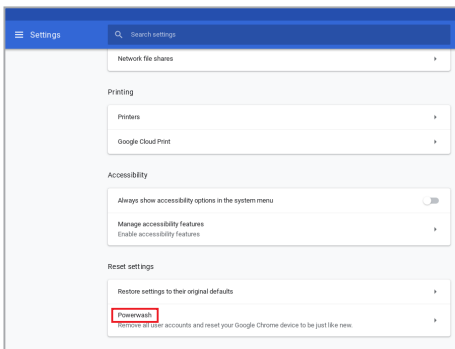 Settings
Search settings
Network file shares
Printing
Printers
Google Cloud Print
Accessibility
Always show accessibility options in the system menu
Manage accessibility features
Enable accessibility features
Reset settings
Restore settings to their original defaults
Powerwash
Remove all user accounts and reset your Google Chrome device to be just like new.